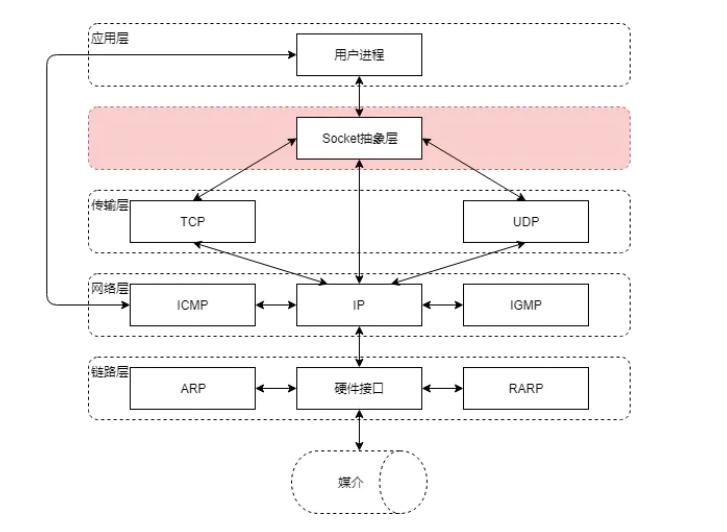 应用层
用户进程
Socket抽象层
传输层
TCP
UDP
网络层
ICMP
IP
IGMP
链路层
ARP
硬件接口
RARP
媒介